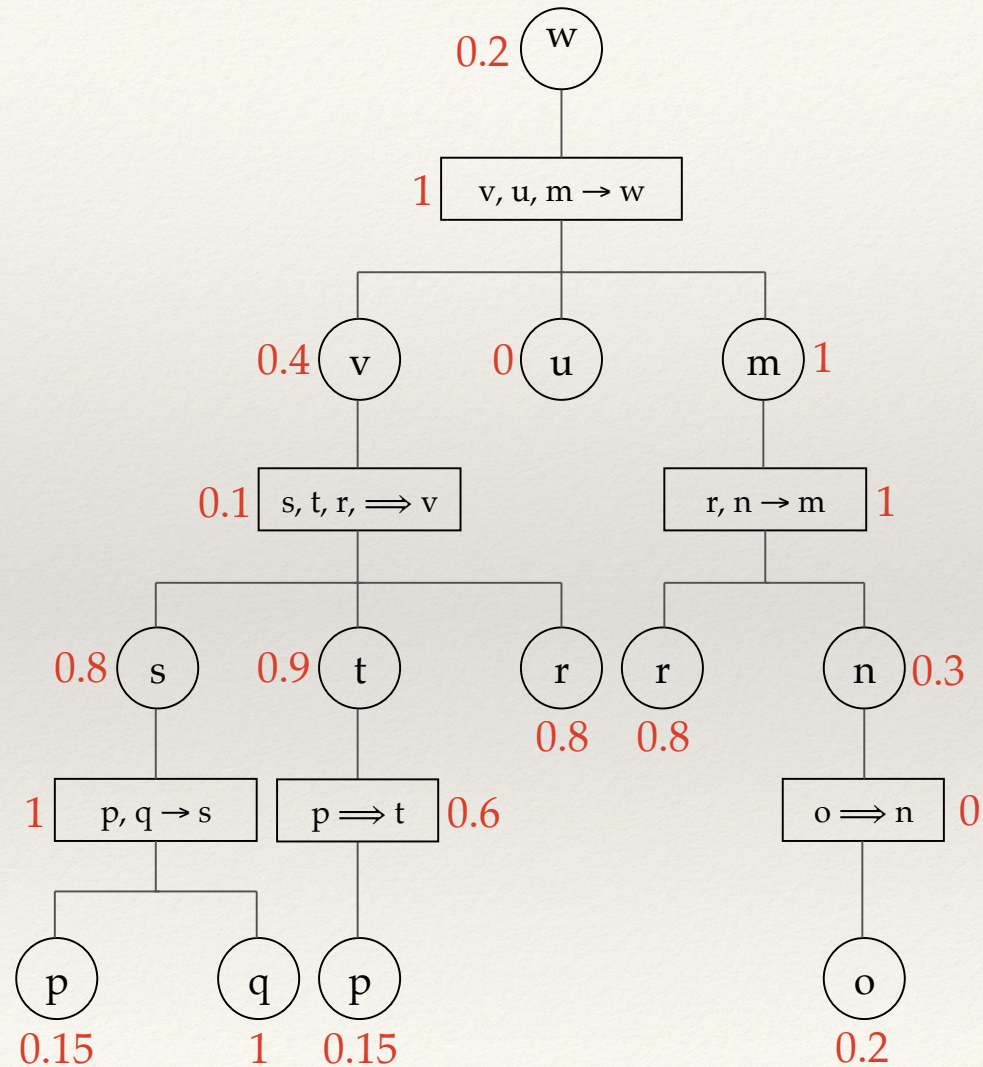 w
0.2
1 v, u, m → w
0.4 v 0 u m 1
0.1 s, t, r, ⟹ v r, n → m 1
0.8 s 0.9 t r r n 0.3
0.8 0.8
1 p, q → s p ⟹ t 0.6 o ⟹ n 0
p q p o
0.15 1 0.15 0.2